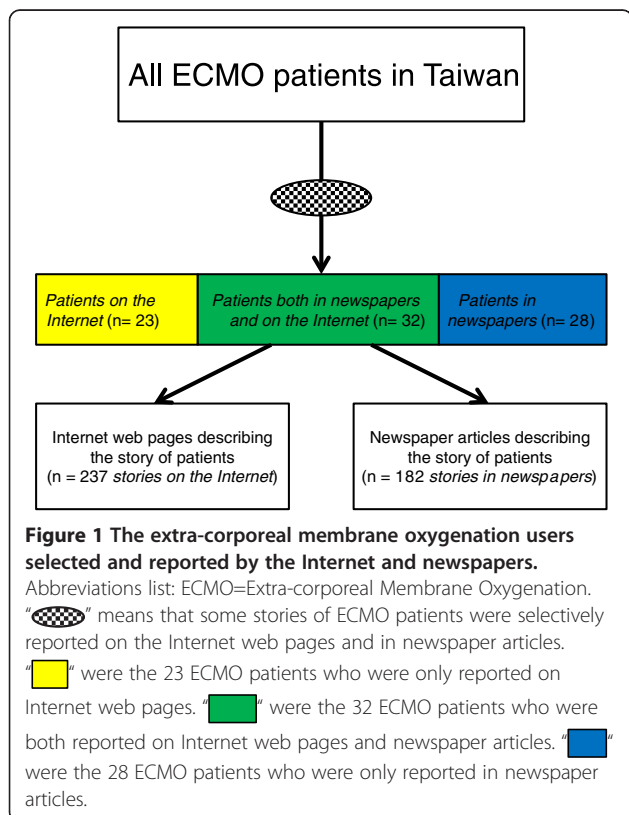 All ECMO patients in Taiwan
Patients on the
Internet (n= 23)
Patients both in newspapers
and on the Internet (n= 32)
Patients in
newspapers (n= 28)
Internet web pages describing
the story of patients
(n = 237 stories on the Internet)
Newspaper articles describing
the story of patients
(n = 182 stories in newspapers)
Figure 1 The extra-corporeal membrane oxygenation users
selected and reported by the Internet and newspapers.
Abbreviations list: ECMO=Extra-corporeal Membrane Oxygenation.
“ ” means that some stories of ECMO patients were selectively
reported on the Internet web pages and in newspaper articles.
“ “ were the 23 ECMO patients who were only reported on
Internet web pages. “ “ were the 32 ECMO patients who were
both reported on Internet web pages and newspaper articles. “ “
were the 28 ECMO patients who were only reported in newspaper
articles.